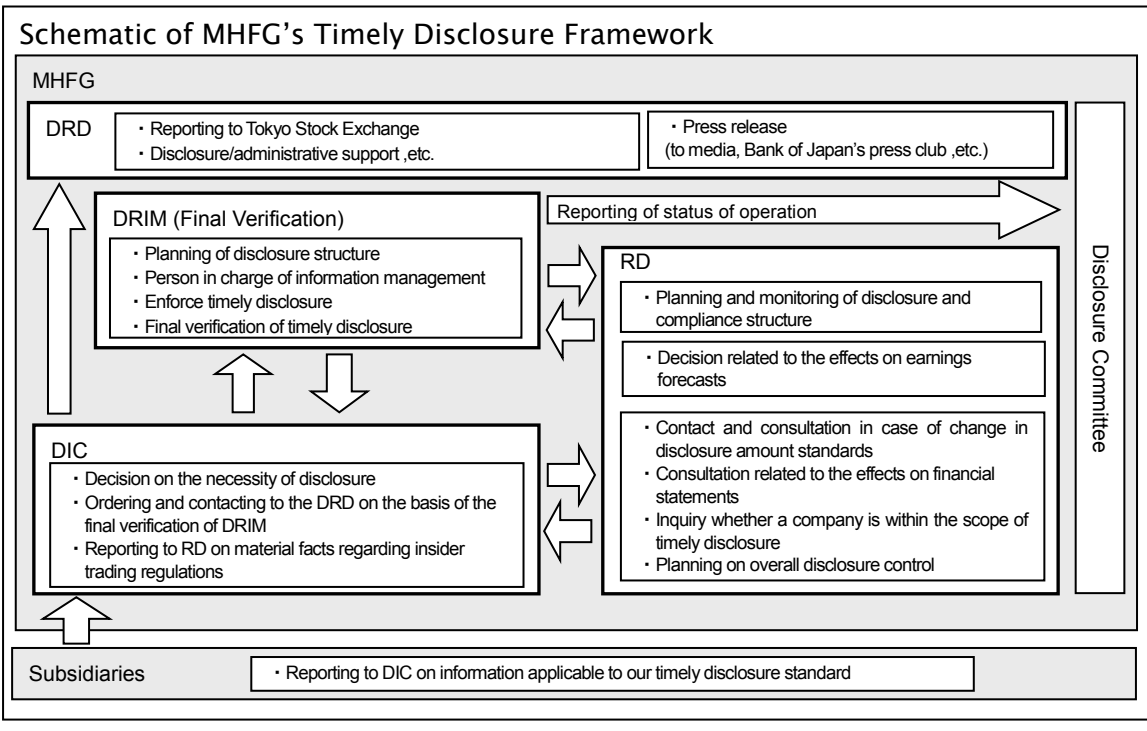 Schematic of MHFG's Timely Disclosure Framework
MHFG
DRD
・Reporting to Tokyo Stock Exchange
・Disclosure/administrative support ,etc.
・Press release
(to media, Bank of Japan's press club ,etc.)
DRIM (Final Verification)
・Planning of disclosure structure
・Person in charge of information management
・Enforce timely disclosure
・Final verification of timely disclosure
Reporting of status of operation
RD
・Planning and monitoring of disclosure and
compliance structure
・Decision related to the effects on earnings
forecasts
・Contact and consultation in case of change in
disclosure amount standards
・Consultation related to the effects on financial
statements
・Inquiry whether a company is within the scope of
timely disclosure
・Planning on overall disclosure control
Disclosure Committee
DIC
・Decision on the necessity of disclosure
・Ordering and contacting to the DRD on the basis of the
final verification of DRIM
・Reporting to RD on material facts regarding insider
trading regulations
Subsidiaries
・Reporting to DIC on information applicable to our timely disclosure standard